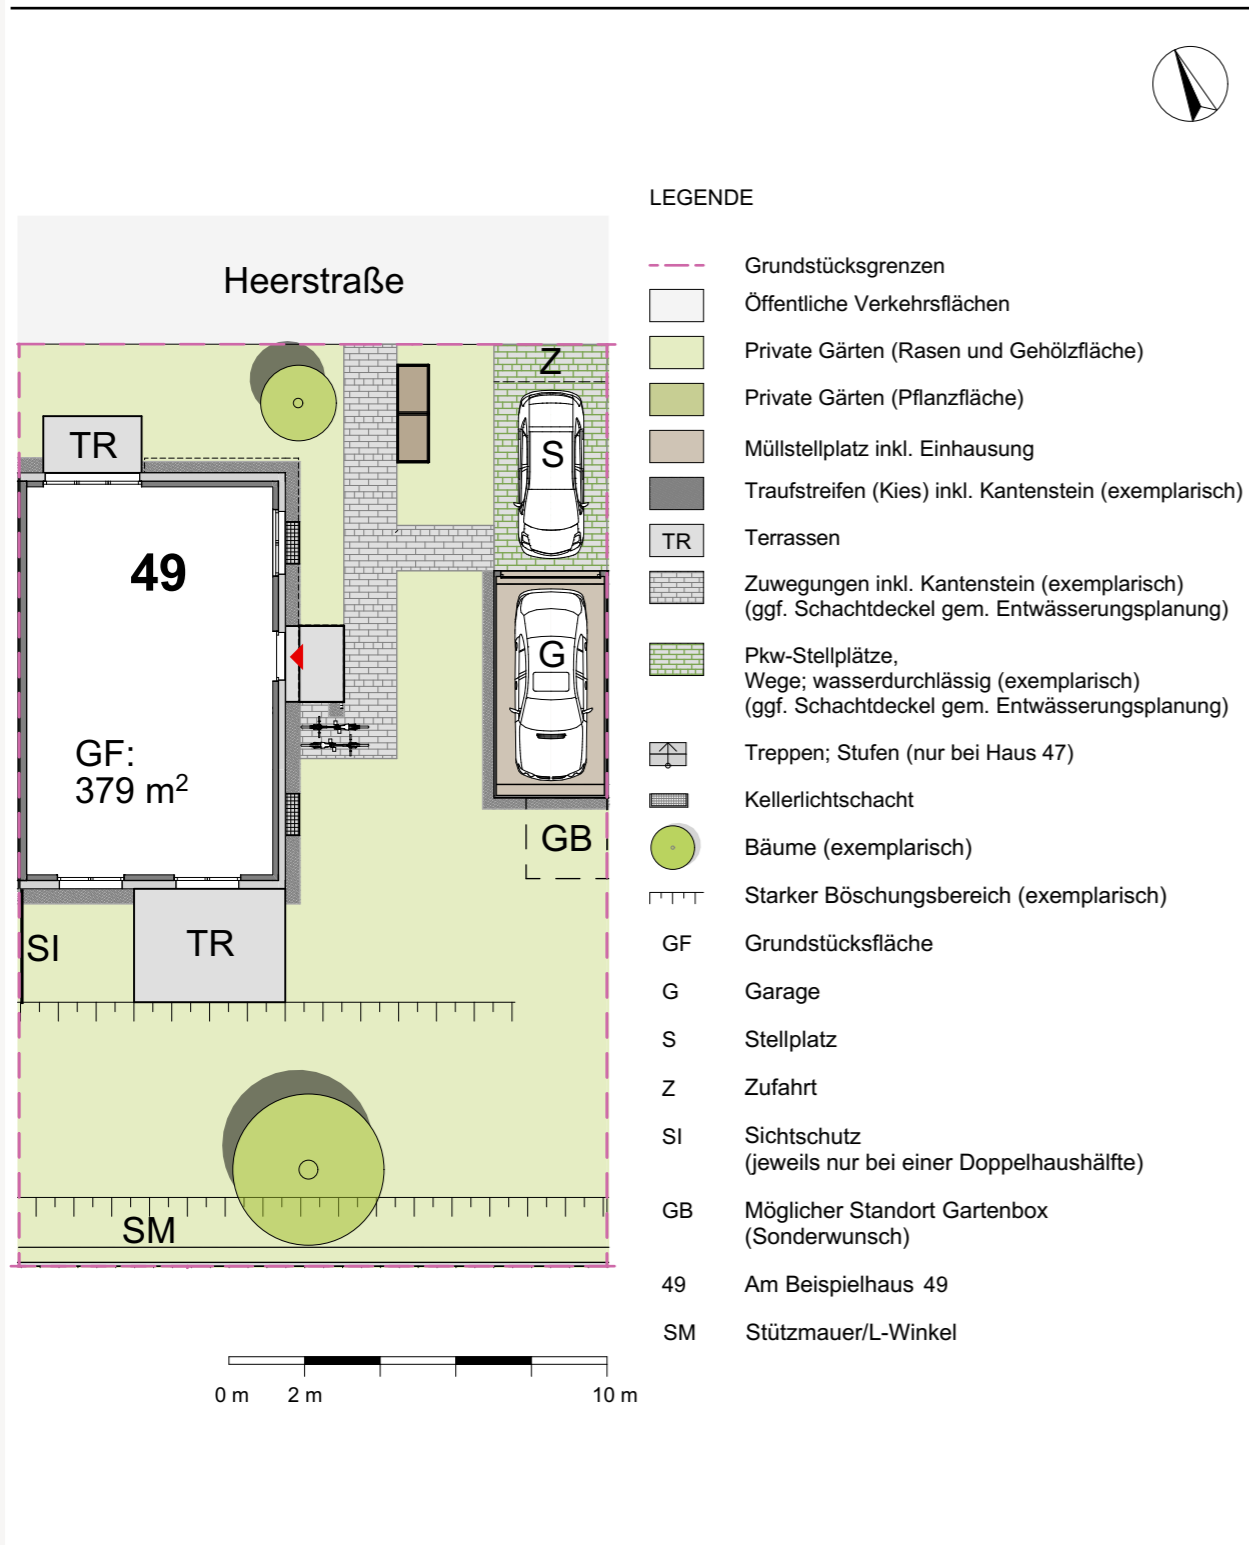 Heerstraße
Z
S
TR
49
G
GF:
379 m²
GB
SI
TR
SM
0 m 2 m 10 m
LEGENDE
Grundstücksgrenzen
Öffentliche Verkehrsflächen
Private Gärten (Rasen und Gehölzfläche)
Private Gärten (Pflanzfläche)
Müllstellplatz inkl. Einhausung
Traufstreifen (Kies) inkl. Kantenstein (exemplarisch)
TR Terrassen
Zuwegungen inkl. Kantenstein (exemplarisch)
(ggf. Schachtdeckel gem. Entwässerungsplanung)
Pkw-Stellplätze,
Wege; wasserdurchlässig (exemplarisch)
(ggf. Schachtdeckel gem. Entwässerungsplanung)
Treppen; Stufen (nur bei Haus 47)
Kellerlichtschacht
Bäume (exemplarisch)
Starker Böschungsbereich (exemplarisch)
GF Grundstücksfläche
G Garage
S Stellplatz
Z Zufahrt
SI Sichtschutz
(jeweils nur bei einer Doppelhaushälfte)
GB Möglicher Standort Gartenbox
(Sonderwunsch)
49 Am Beispielhaus 49
SM Stützmauer/L-Winkel